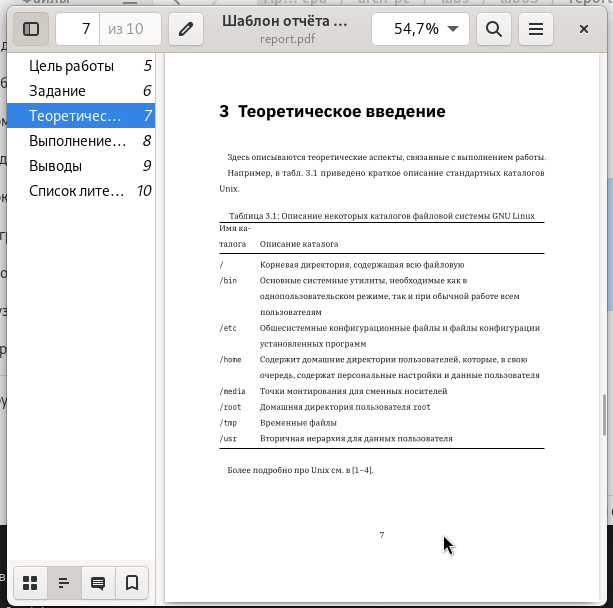 7 из 10
Шаблон отчёта ...
report.pdf
54,7%
Цель работы 5
Задание 6
Теоретичес... 7
Выполнение... 8
Выводы 9
Список лите... 10
3 Теоретическое введение
Здесь описываются теоретические аспекты, связанные с выполнением работы.
Например, в табл. 3.1 приведено краткое описание стандартных каталогов
Unix.
Таблица 3.1: Описание некоторых каталогов файловой системы GNU Linux
Имя ка-
талога Описание каталога
/ Корневая директория, содержашая всю файловую
/bin Основные системные утилиты, необходимые как в
однопользовательском режиме, так и при обычной работе всем
пользователям
/etc Общесистемные конфигурационные файлы и файлы конфигурации
установленных программ
/home Содержит домашние директории пользователей, которые, в свою
очередь, содержат персональные настройки и данные пользователя
/media Точки монтирования для сменных носителей
/root Домашняя директория пользователя root
/tmp Временные файлы
/usr Вторичная иерархия для данных пользователя
Более подробно про Unix см. в [1–4].
7